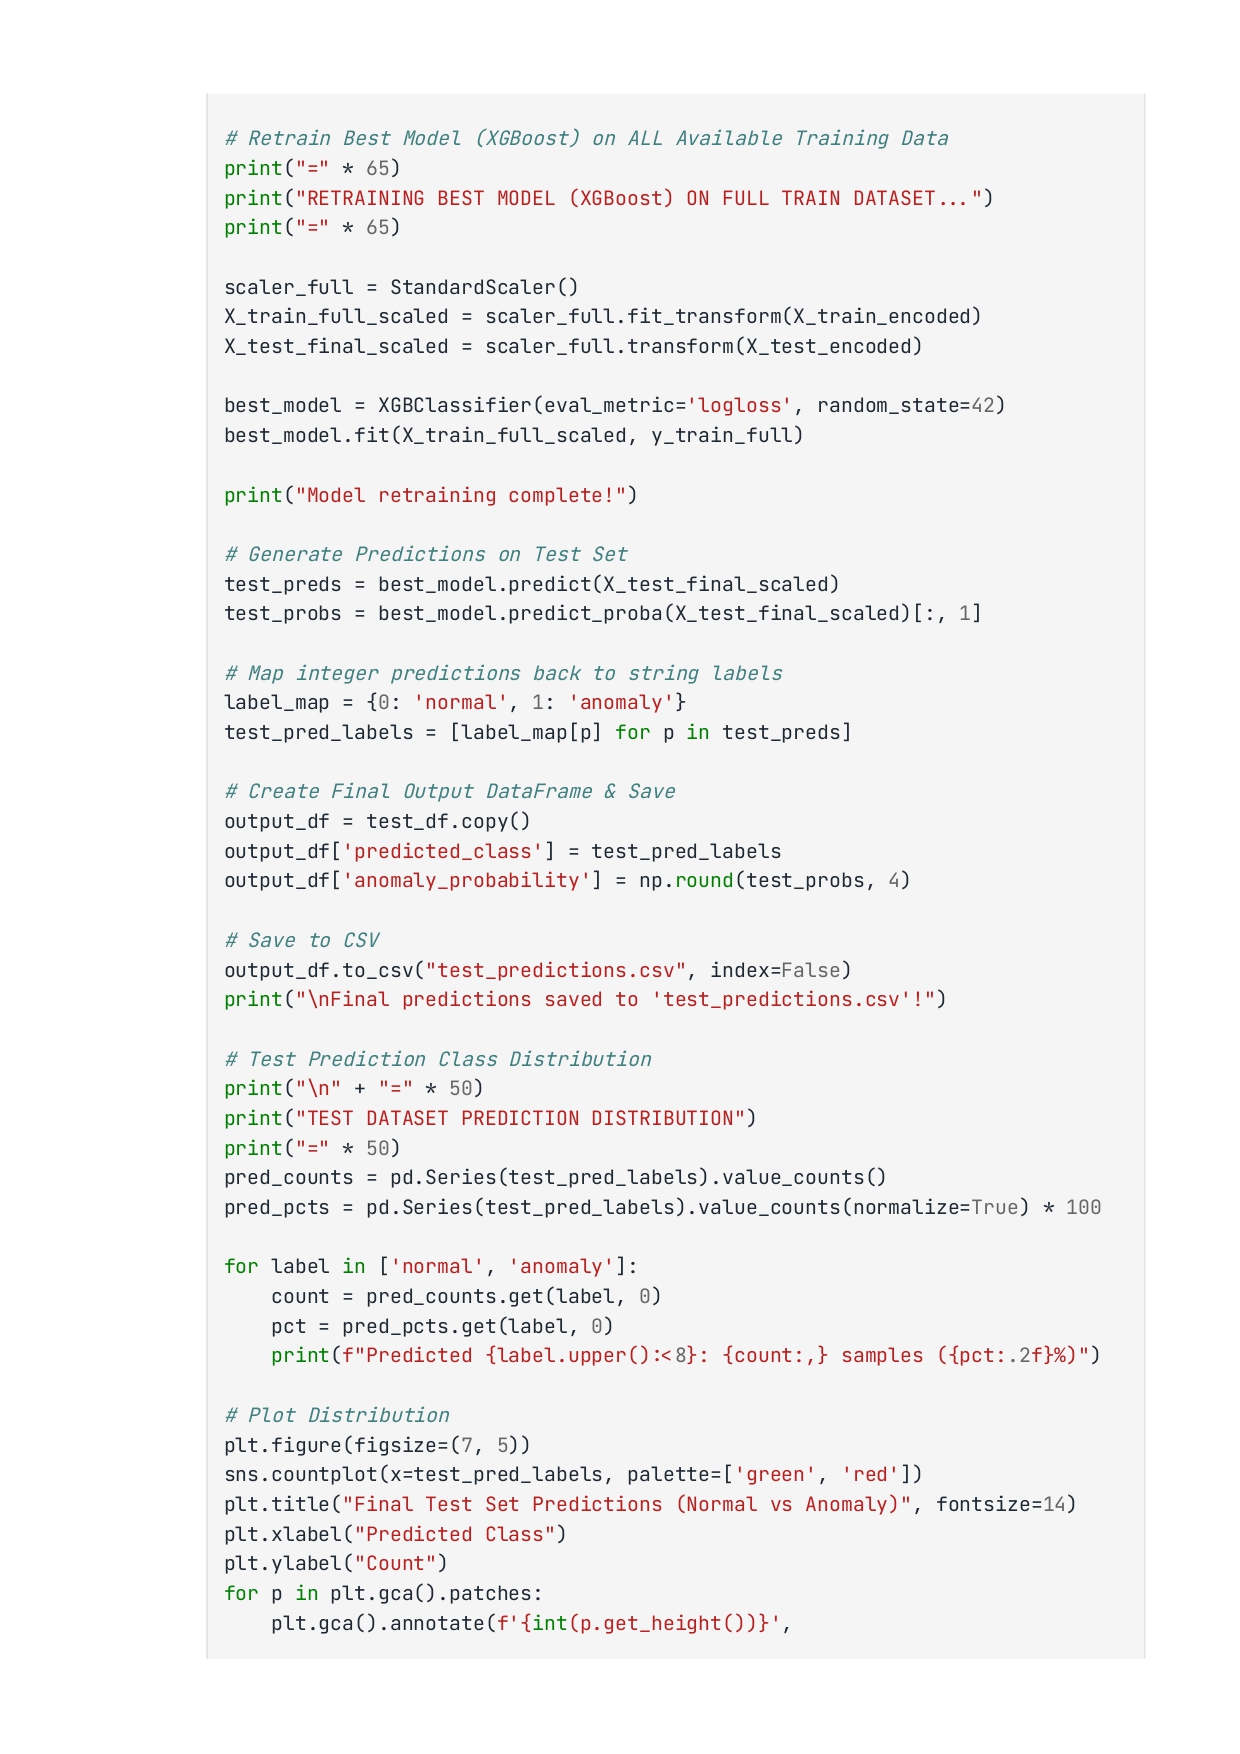 # Retrain Best Model (XGBoost) on ALL Available Training Data
print("=" * 65)
print("RETRAINING BEST MODEL (XGBoost) ON FULL TRAIN DATASET...")
print("=" * 65)

scaler_full = StandardScaler()
X_train_full_scaled = scaler_full.fit_transform(X_train_encoded)
X_test_final_scaled = scaler_full.transform(X_test_encoded)

best_model = XGBClassifier(eval_metric='logloss', random_state=42)
best_model.fit(X_train_full_scaled, y_train_full)

print("Model retraining complete!")

# Generate Predictions on Test Set
test_preds = best_model.predict(X_test_final_scaled)
test_probs = best_model.predict_proba(X_test_final_scaled)[:, 1]

# Map integer predictions back to string labels
label_map = {0: 'normal', 1: 'anomaly'}
test_pred_labels = [label_map[p] for p in test_preds]

# Create Final Output DataFrame & Save
output_df = test_df.copy()
output_df['predicted_class'] = test_pred_labels
output_df['anomaly_probability'] = np.round(test_probs, 4)

# Save to CSV
output_df.to_csv("test_predictions.csv", index=False)
print("\nFinal predictions saved to 'test_predictions.csv'!")

# Test Prediction Class Distribution
print("\n" + "=" * 50)
print("TEST DATASET PREDICTION DISTRIBUTION")
print("=" * 50)
pred_counts = pd.Series(test_pred_labels).value_counts()
pred_pcts = pd.Series(test_pred_labels).value_counts(normalize=True) * 100

for label in ['normal', 'anomaly']:
    count = pred_counts.get(label, 0)
    pct = pred_pcts.get(label, 0)
    print(f"Predicted {label.upper():<8}: {count:,} samples ({pct:.2f}%)")

# Plot Distribution
plt.figure(figsize=(7, 5))
sns.countplot(x=test_pred_labels, palette=['green', 'red'])
plt.title("Final Test Set Predictions (Normal vs Anomaly)", fontsize=14)
plt.xlabel("Predicted Class")
plt.ylabel("Count")
for p in plt.gca().patches:
    plt.gca().annotate(f'{int(p.get_height())}',